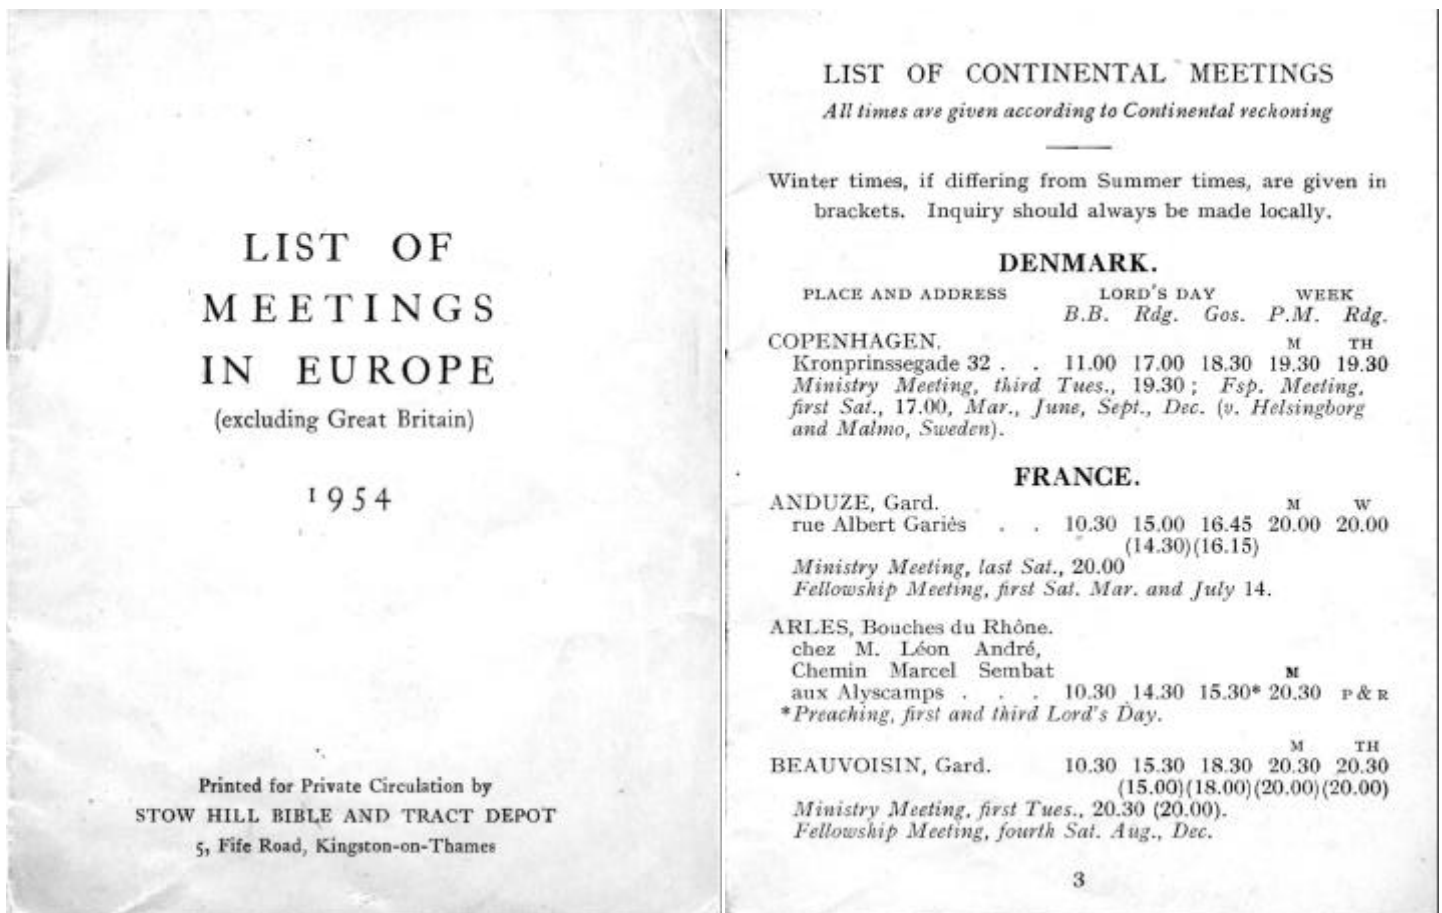 LIST OF
MEETINGS
IN EUROPE
(excluding Great Britain)
1954
Printed for Private Circulation by
STOW HILL BIBLE AND TRACT DEPOT
5, Fife Road, Kingston-on-Thames
LIST OF CONTINENTAL MEETINGS
All times are given according to Continental reckoning
Winter times, if differing from Summer times, are given in
brackets. Inquiry should always be made locally.
DENMARK.
PLACE AND ADDRESS LORD'S DAY WEEK
B.B. Rdg. Gos. P.M. Rdg.
COPENHAGEN. M TH
Kronprinssegade 32 . . 11.00 17.00 18.30 19.30 19.30
Ministry Meeting, third Tues., 19.30 ; Fsp. Meeting,
first Sat., 17.00, Mar., June, Sept., Dec. (v. Helsingborg
and Malmo, Sweden).
FRANCE.
ANDUZE, Gard. M W
rue Albert Gariès . . 10.30 15.00 16.45 20.00 20.00
(14.30)(16.15)
Ministry Meeting, last Sat., 20.00
Fellowship Meeting, first Sat. Mar. and July 14.
ARLES, Bouches du Rhône.
chez M. Léon André,
Chemin Marcel Sembat M
aux Alyscamps . . . 10.30 14.30 15.30* 20.30 P & R
*Preaching, first and third Lord's Day.
M TH
BEAUVOISIN, Gard. 10.30 15.30 18.30 20.30 20.30
(15.00)(18.00)(20.00)(20.00)
Ministry Meeting, first Tues., 20.30 (20.00).
Fellowship Meeting, fourth Sat. Aug., Dec.
3